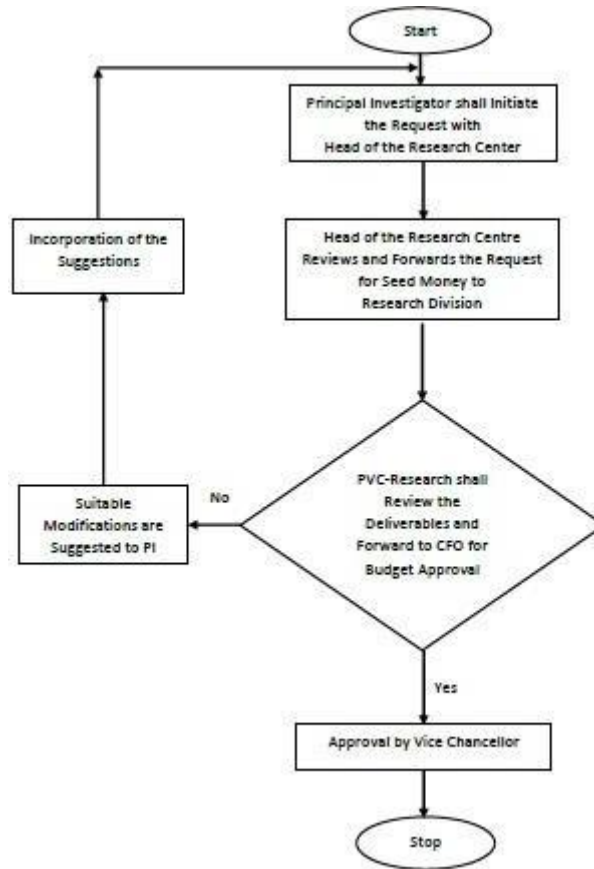 Start
Principal Investigator shall Initiate
the Request with
Head of the Research Center
Head of the Research Centre
Reviews and Forwards the Request
for Seed Money to
Research Division
Incorporation of the
Suggestions
PVC-Research shall
Review the
Deliverables and
Forward to CFO for
Budget Approval
No
Suitable
Modifications are
Suggested to PI
Yes
Approval by Vice Chancellor
Stop